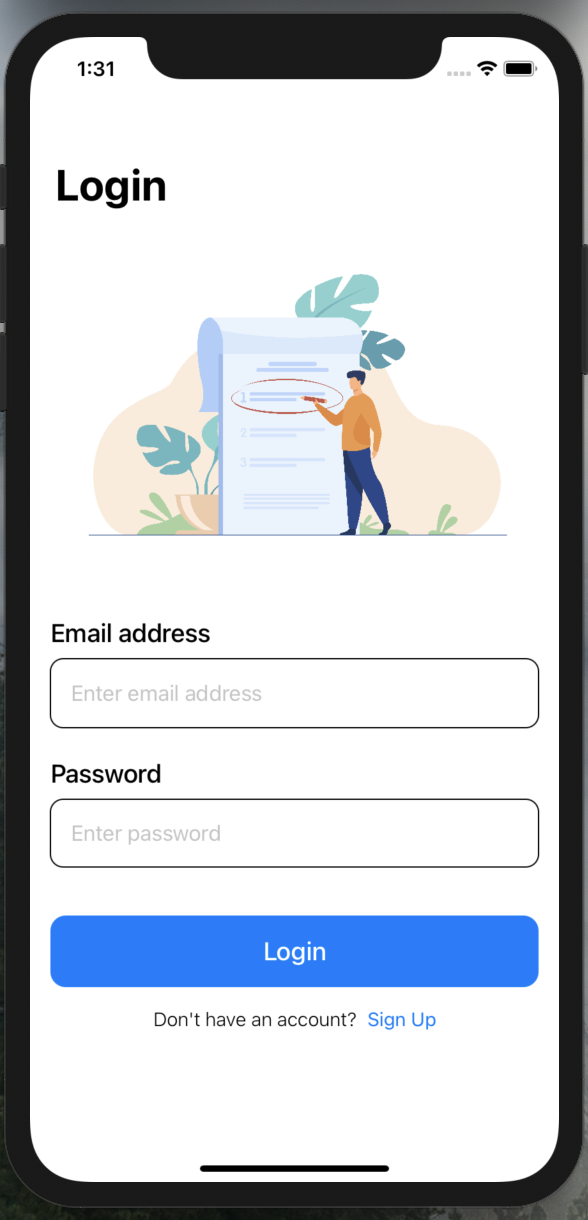 1:31
Login
1
2
3
Email address
Enter email address
Password
Enter password
Login
Don't have an account? Sign Up